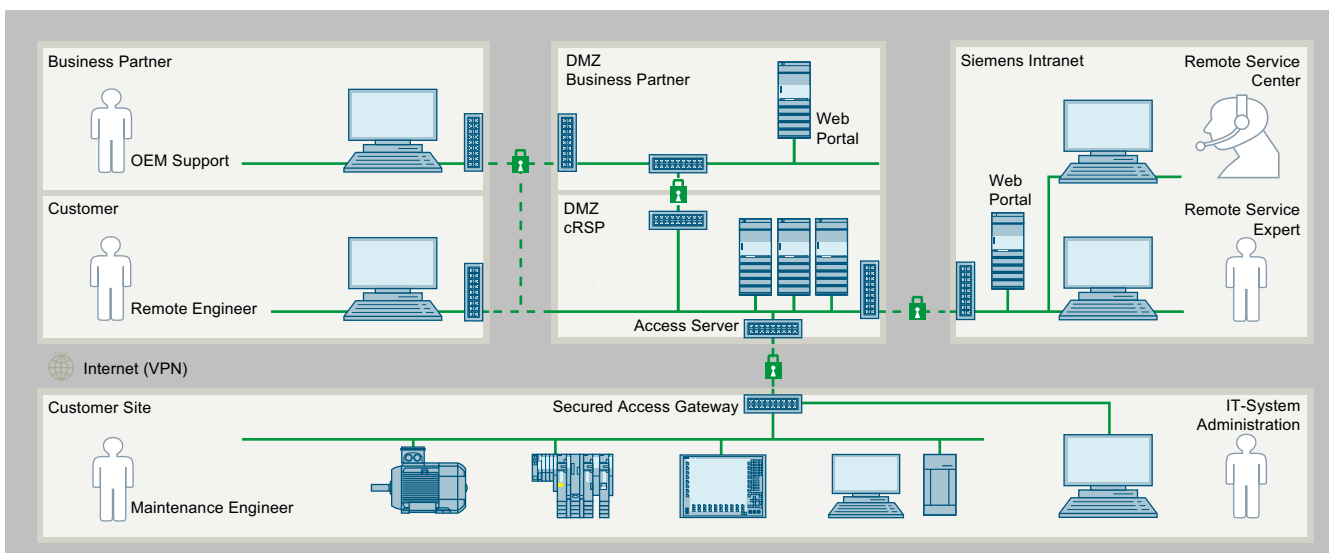 Business Partner
OEM Support
DMZ
Business Partner
Web
Portal
Siemens Intranet
Remote Service
Center
Web
Portal
Remote Service
Expert
Customer
Remote Engineer
DMZ
cRSP
Access Server
Internet (VPN)
Customer Site
Maintenance Engineer
Secured Access Gateway
IT-System
Administration